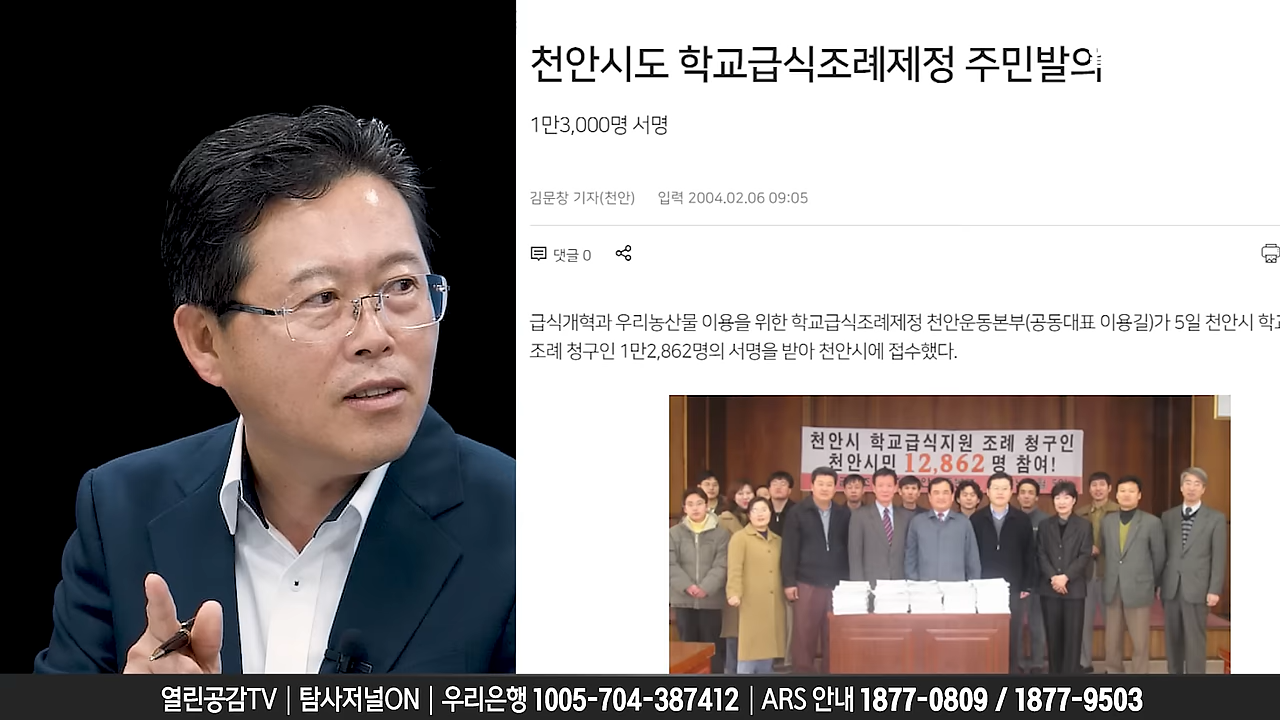 천안시도 학교급식조례제정 주민발의
1만3,000명 서명
김문창 기자(천안) 입력 2004.02.06 09:05
댓글 0
급식개혁과 우리농산물 이용을 위한 학교급식조례제정 천안운동본부(공동대표 이용길)가 5일 천안시
조례 청구인 1만2,862명의 서명을 받아 천안시에 접수했다.
천안시 학교급식지원 조례 청구인
천안시민 12,862명 참여!
열린공감TV | 탐사저널ON | 우리은행 1005-704-387412 | ARS 안내 1877-0809 / 1877-9503